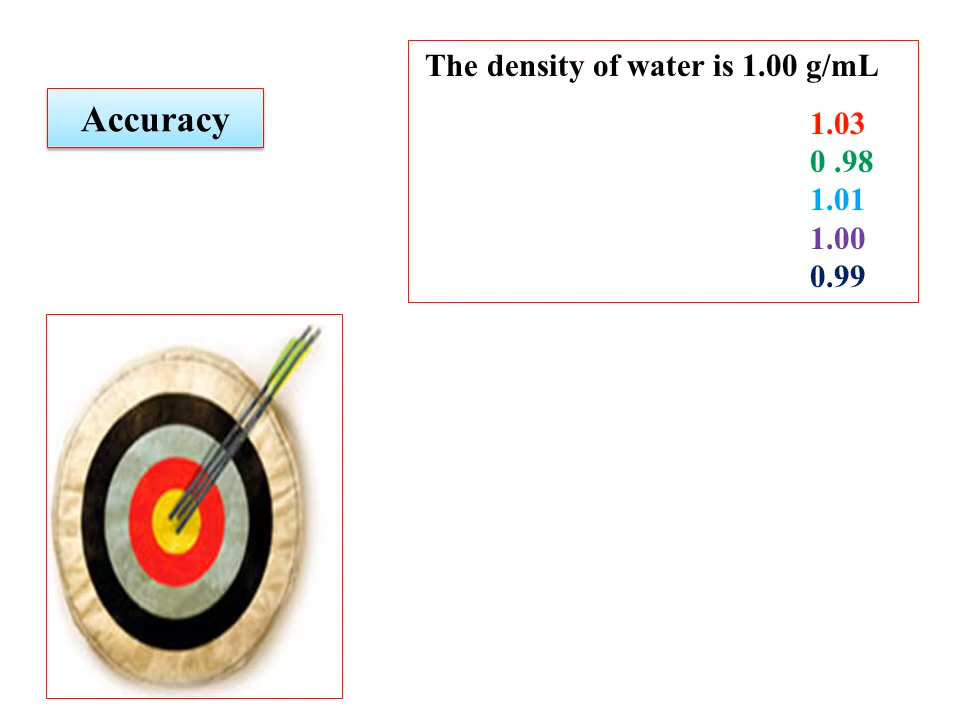 Accuracy
The density of water is 1.00 g/mL
1.03
0 .98
1.01
1.00
0.99